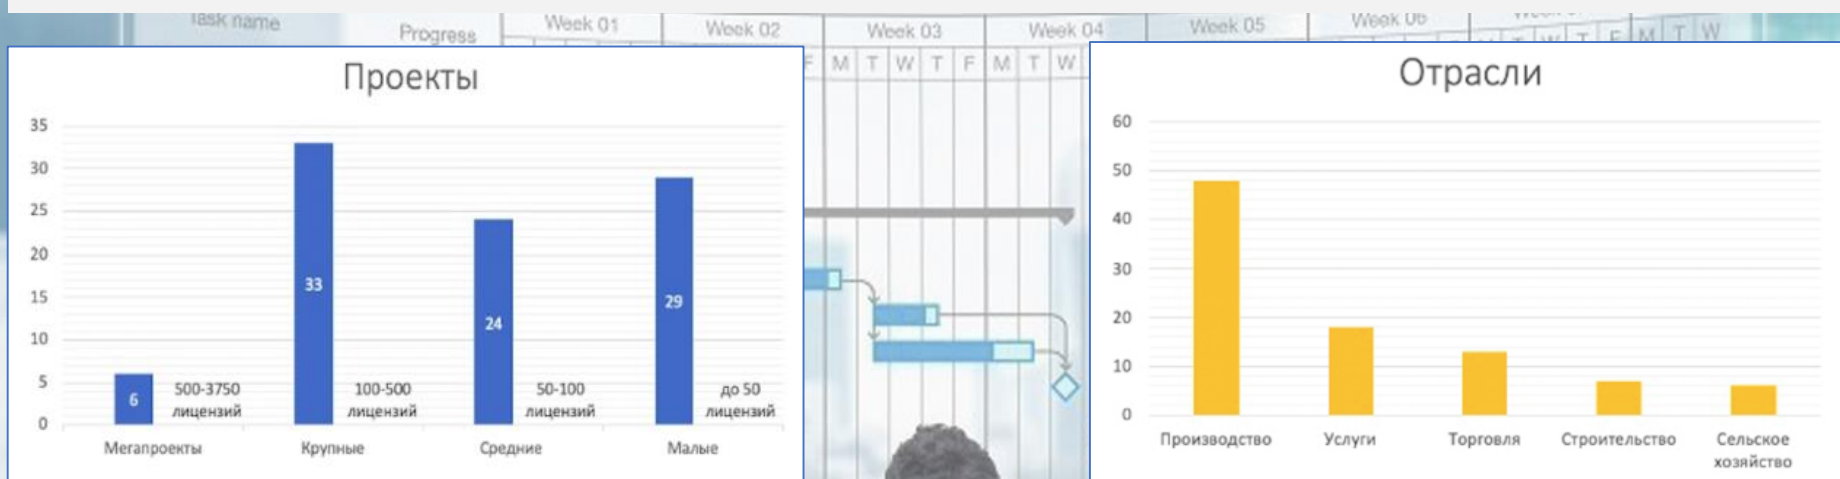 Task name
Progress
Week 01
Week 02
Week 03
Week 04
Week 05
Week 06
F M T W T F M T W
M T W T F M T W
Проекты
35
30
25
20
15
10
5
0
6
500-3750
лицензий
33
100-500
лицензий
24
50-100
лицензий
29
до 50
лицензий
Мегапроекты
Крупные
Средние
Малые
Отрасли
60
50
40
30
20
10
0
Производство
Услуги
Торговля
Строительство
Сельское
хозяйство